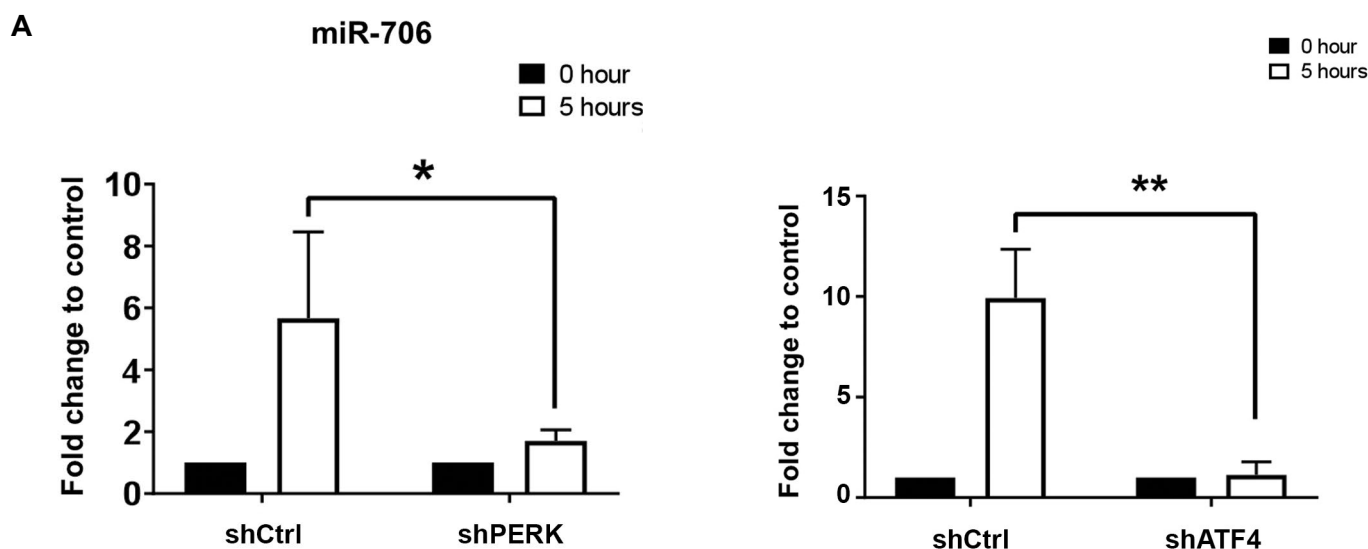 A
miR-706
0 hour
5 hours
Fold change to control
10
8
6
4
2
0
*
shCtrl
shPERK
0 hour
5 hours
Fold change to control
15
10
5
0
**
shCtrl
shATF4